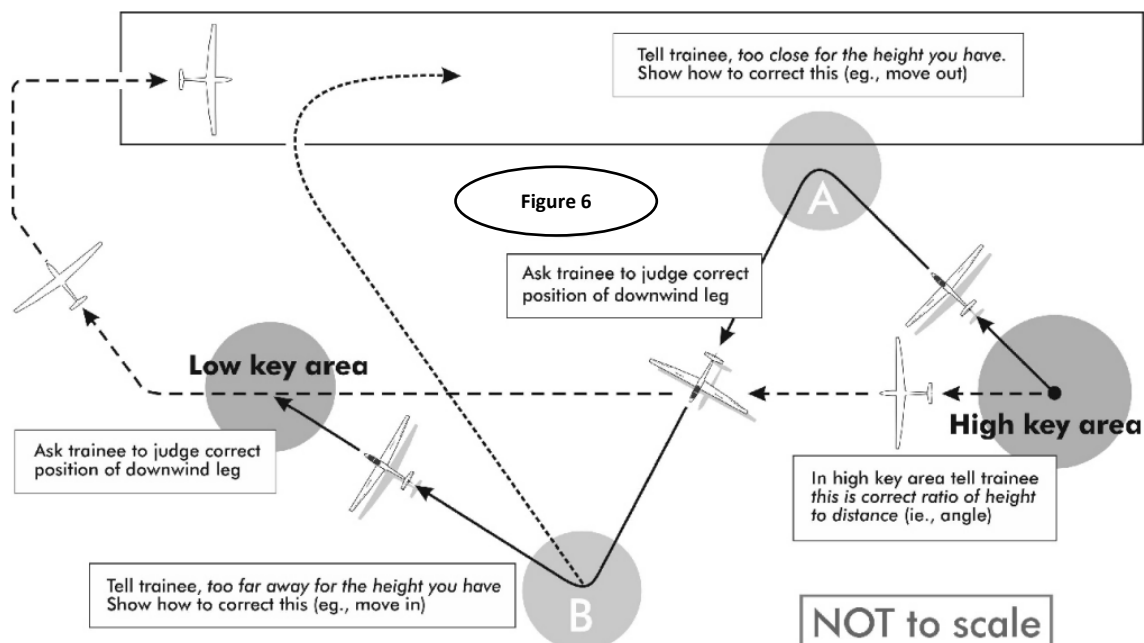 Tell trainee, too close for the height you have.
Show how to correct this (eg., move out)
A
Figure 6
Ask trainee to judge correct
position of downwind leg
Low key area
High key area
Ask trainee to judge correct
position of downwind leg
In high key area tell trainee
this is correct ratio of height
to distance (ie., angle)
Tell trainee, too far away for the height you have
Show how to correct this (eg., move in)
B
NOT to scale